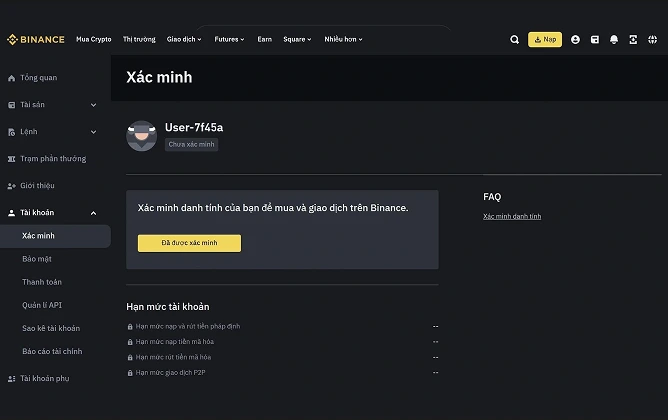 BINANCE
Mua Crypto
Thị trường
Giao dịch
Futures
Earn
Square
Nhiều hơn
Nạp
Tổng quan
Tài sản
Lệnh
Trạm phần thưởng
Giới thiệu
Tài khoản
Xác minh
Bảo mật
Thanh toán
Quản lí API
Sao kê tài khoản
Báo cáo tài chính
Tài khoản phụ
Xác minh
User-7f45a
Chưa xác minh
Xác minh danh tính của bạn để mua và giao dịch trên Binance.
Đã được xác minh
FAQ
Xác minh danh tính
Hạn mức tài khoản
Hạn mức nạp và rút tiền pháp định --
Hạn mức nạp tiền mã hóa --
Hạn mức rút tiền mã hóa --
Hạn mức giao dịch P2P --